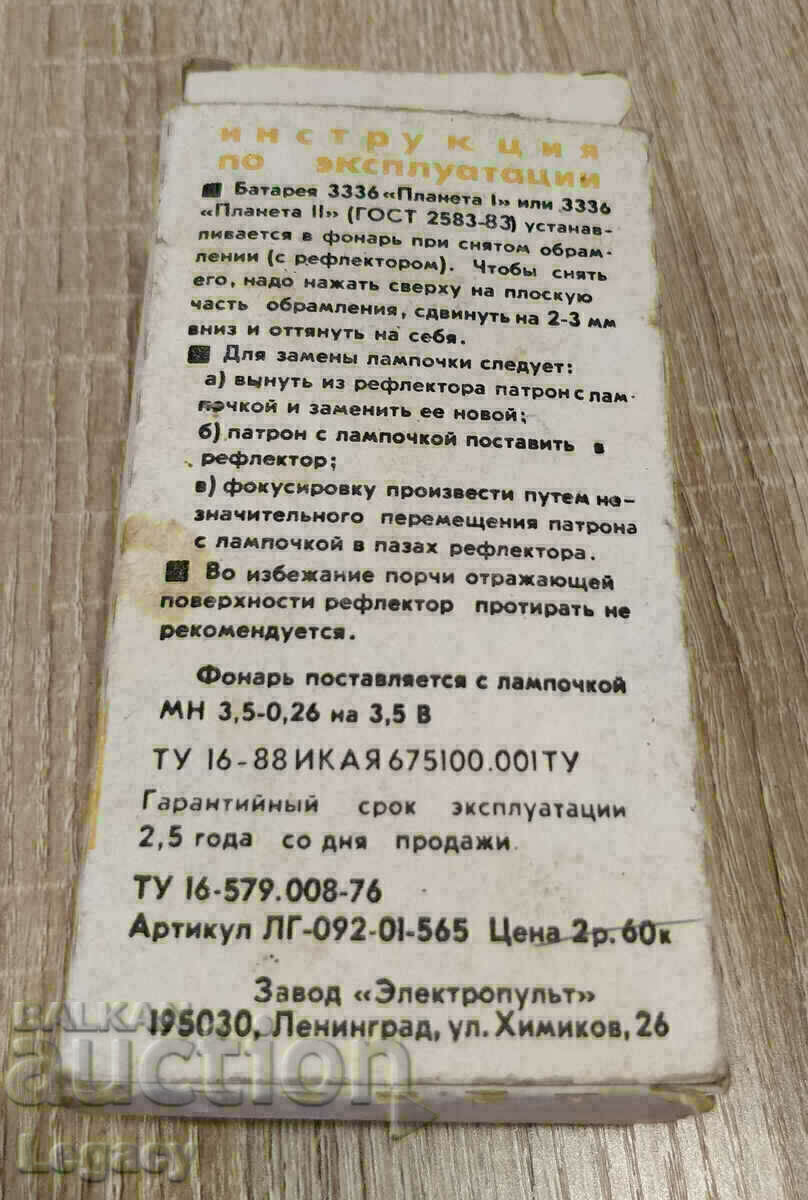 инструкция
по эксплуатации
Батарея 3336 «Планета I» или 3336
«Планета II» (ГОСТ 2583-83) устанав-
ливается в фонарь при снятом обрам-
лении (с рефлектором). Чтобы снять
его, надо нажать сверху на плоскую
часть обрамления, сдвинуть на 2-3 мм
вниз и оттянуть на себя.
Для замены лампочки следует:
а) вынуть из рефлектора патрон с лам-
почкой и заменить ее новой;
б) патрон с лампочкой поставить в
рефлектор;
в) фокусировку произвести путем не-
значительного перемещения патрона
с лампочкой в пазах рефлектора.
Во избежание порчи отражающей
поверхности рефлектор протирать не
рекомендуется.
Фонарь поставляется с лампочкой
МН 3,5-0,26 на 3,5 В
ТУ 16-88 ИКАЯ 675100.001ТУ
Гарантийный срок эксплуатации
2,5 года со дня продажи.
ТУ 16-579.008-76
Артикул ЛГ-092-01-565 Цена 2р. 60к
Завод «Электропульт»
195030, Ленинград, ул. Химиков, 26
BALKAN
auction
Legacy